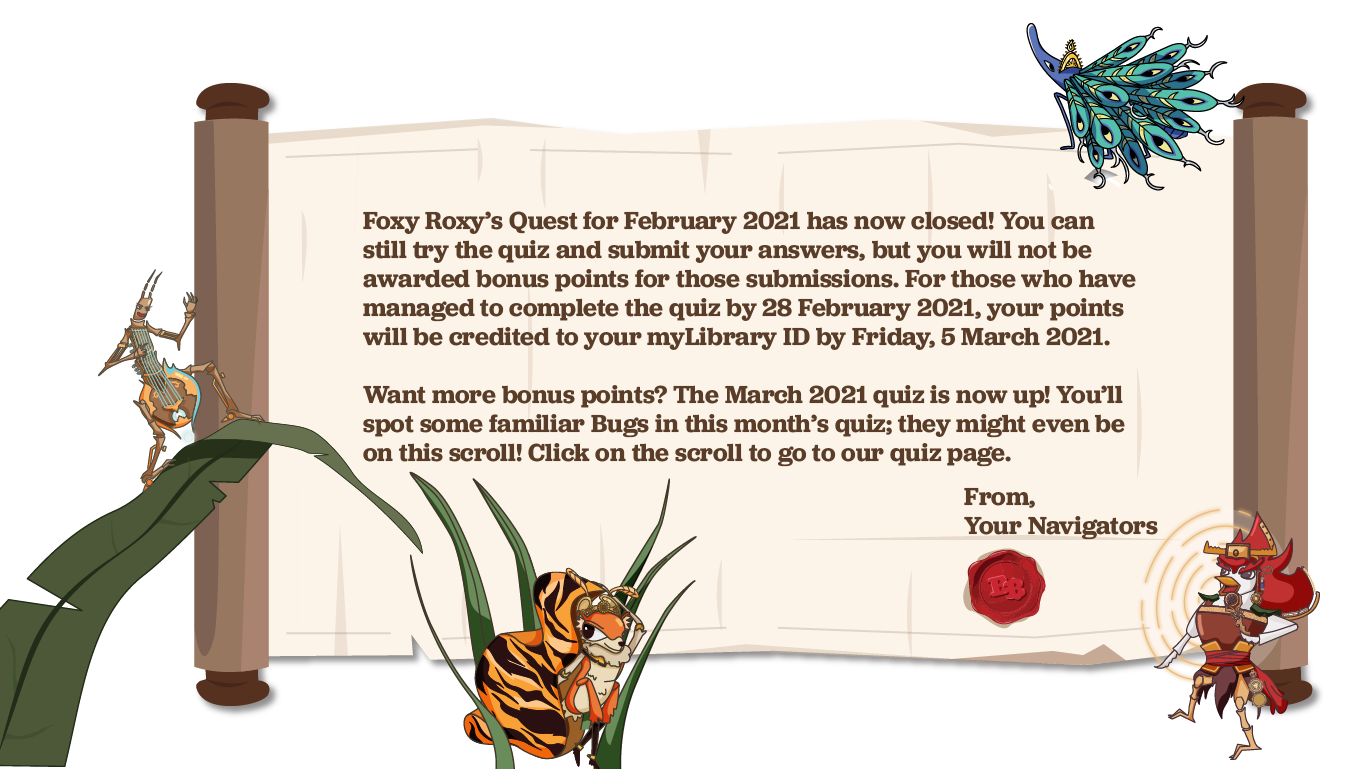 Foxy Roxy’s Quest for February 2021 has now closed! You can
still try the quiz and submit your answers, but you will not be
awarded bonus points for those submissions. For those who have
managed to complete the quiz by 28 February 2021, your points
will be credited to your myLibrary ID by Friday, 5 March 2021.
Want more bonus points? The March 2021 quiz is now up! You’ll
spot some familiar Bugs in this month’s quiz; they might even be
on this scroll! Click on the scroll to go to our quiz page.
From,
Your Navigators
BB